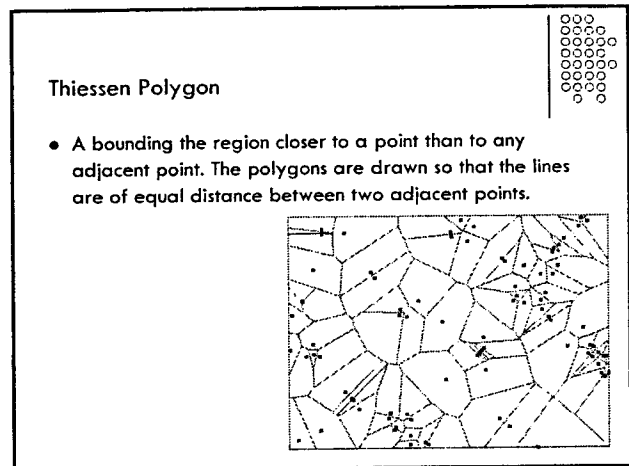 Thiessen Polygon
• A bounding the region closer to a point than to any
adjacent point. The polygons are drawn so that the lines
are of equal distance between two adjacent points.